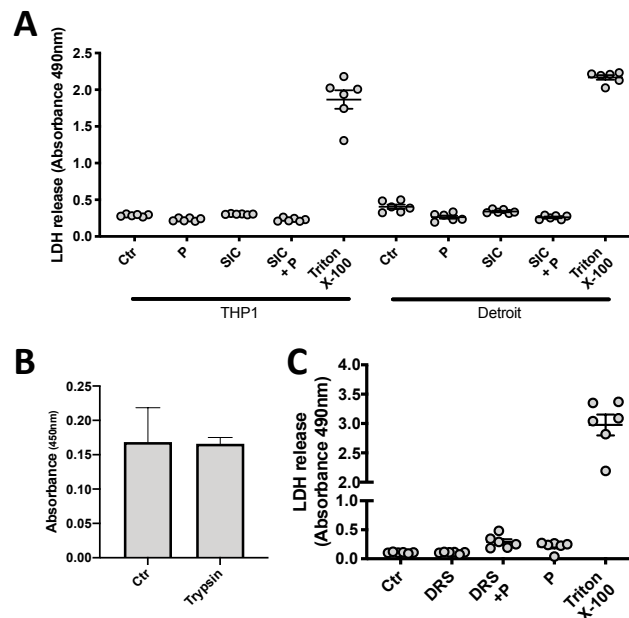 A
LDH release (Absorbance 490nm)
2.5
2.0
1.5
1.0
0.5
0.0
Ctr
P
SIC
SIC
+ P
Triton
X-100
Ctr
P
SIC
SIC
+ P
Triton
X-100
THP1
Detroit
B
Absorbance (450nm)
0.25
0.20
0.15
0.10
0.05
0.00
Ctr
Trypsin
C
LDH release
(Absorbance 490nm)
4.0
3.5
3.0
2.5
2.0
0.5
0.0
Ctr
DRS
DRS
+P
P
Triton
X-100